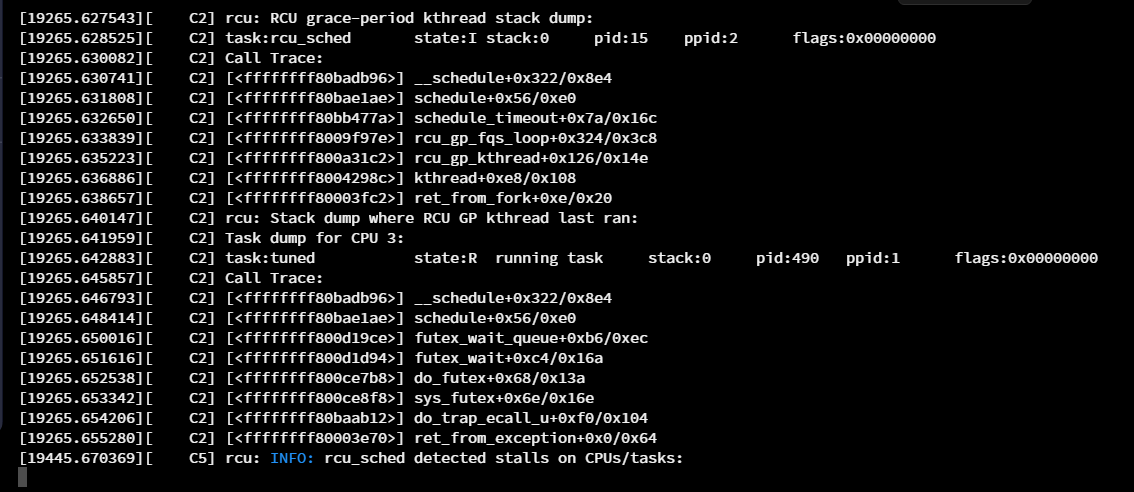 [19265.627543][    C2] rcu: RCU grace-period kthread stack dump:
[19265.628525][    C2] task:rcu_sched       state:I stack:0     pid:15    ppid:2      flags:0x00000000
[19265.630082][    C2] Call Trace:
[19265.630741][    C2] [<ffffffff80badb96>] __schedule+0x322/0x8e4
[19265.631808][    C2] [<ffffffff80bae1ae>] schedule+0x56/0xe0
[19265.632650][    C2] [<ffffffff80bb477a>] schedule_timeout+0x7a/0x16c
[19265.633839][    C2] [<ffffffff8009f97e>] rcu_gp_fqs_loop+0x324/0x3c8
[19265.635223][    C2] [<ffffffff800a31c2>] rcu_gp_kthread+0x126/0x14e
[19265.636886][    C2] [<ffffffff8004298c>] kthread+0xe8/0x108
[19265.638657][    C2] [<ffffffff80003fc2>] ret_from_fork+0xe/0x20
[19265.640147][    C2] rcu: Stack dump where RCU GP kthread last ran:
[19265.641959][    C2] Task dump for CPU 3:
[19265.642883][    C2] task:tuned           state:R  running task     stack:0     pid:490   ppid:1      flags:0x00000000
[19265.645857][    C2] Call Trace:
[19265.646793][    C2] [<ffffffff80badb96>] __schedule+0x322/0x8e4
[19265.648414][    C2] [<ffffffff80bae1ae>] schedule+0x56/0xe0
[19265.650016][    C2] [<ffffffff800d19ce>] futex_wait_queue+0xb6/0xec
[19265.651616][    C2] [<ffffffff800d1d94>] futex_wait+0xc4/0x16a
[19265.652538][    C2] [<ffffffff800ce7b8>] do_futex+0x68/0x13a
[19265.653342][    C2] [<ffffffff800ce8f8>] sys_futex+0x6e/0x16e
[19265.654206][    C2] [<ffffffff80baab12>] do_trap_ecall_u+0xf0/0x104
[19265.655280][    C2] [<ffffffff80003e70>] ret_from_exception+0x0/0x64
[19445.670369][    C5] rcu: INFO: rcu_sched detected stalls on CPUs/tasks: